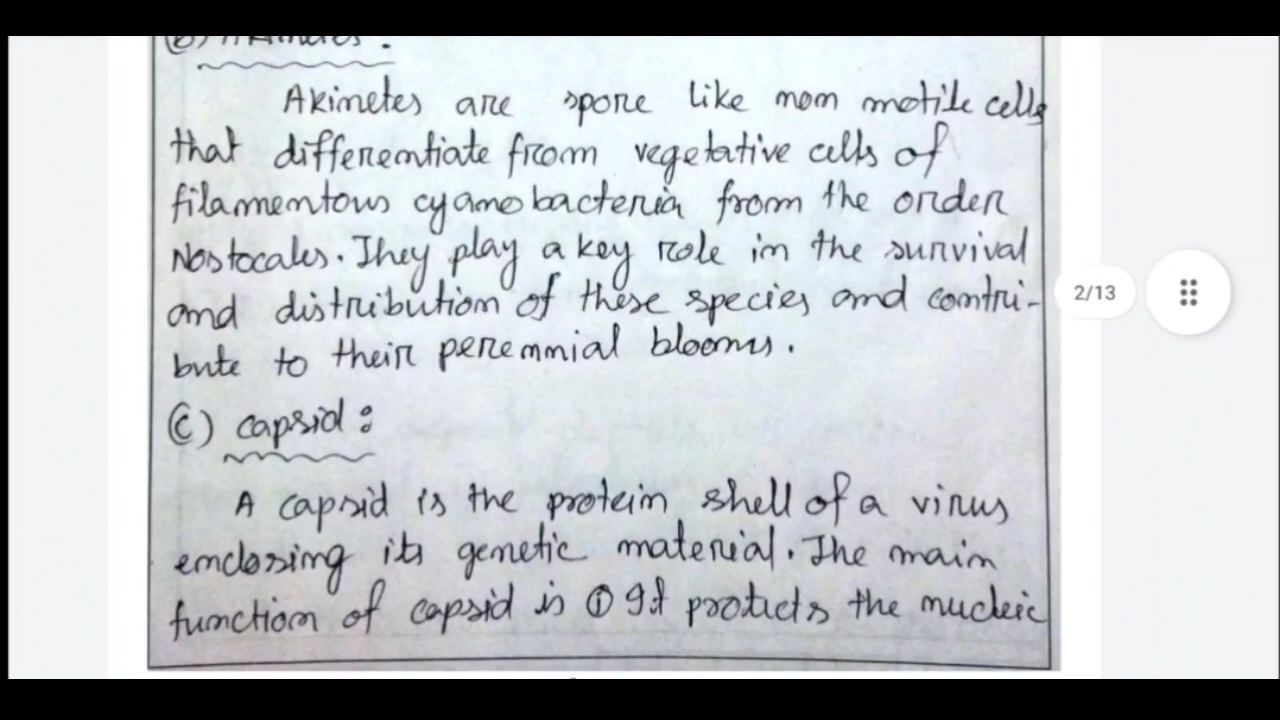 Akinetes are spore like non motile cells
that differentiate from vegetative cells of
filamentous cyanobacteria from the order
Nostocales. They play a key role in the survival
and distribution of these species and contri-
bute to their perennial blooms.
(C) capsid:
A capsid is the protein shell of a virus
enclosing its genetic material. The main
function of capsid is ① It protects the nucleic
2/13